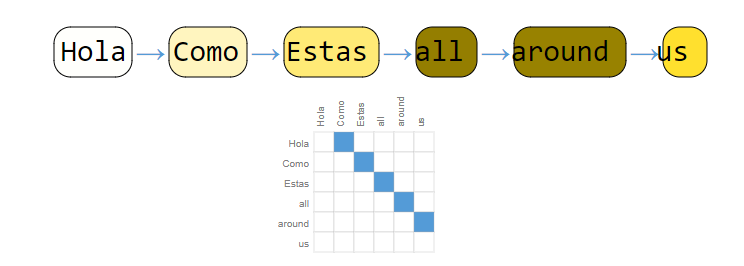 Hola Como Estas all around us
Hola Como Estas all around us
Hola
Como
Estas
all
around
us